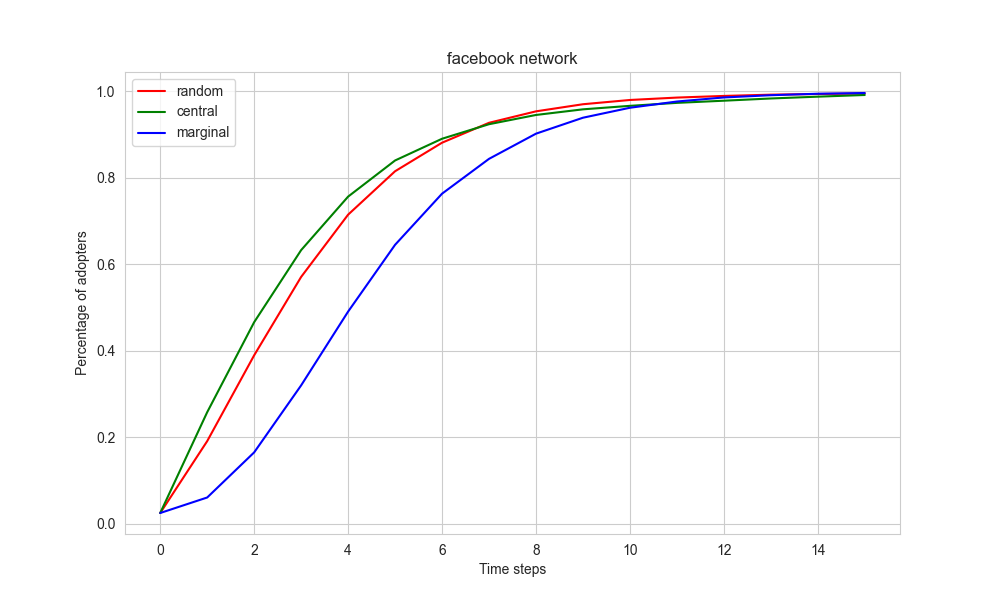 facebook network
random
central
marginal
Percentage of adopters
1.0
0.8
0.6
0.4
0.2
0.0
0 2 4 6 8 10 12 14
Time steps